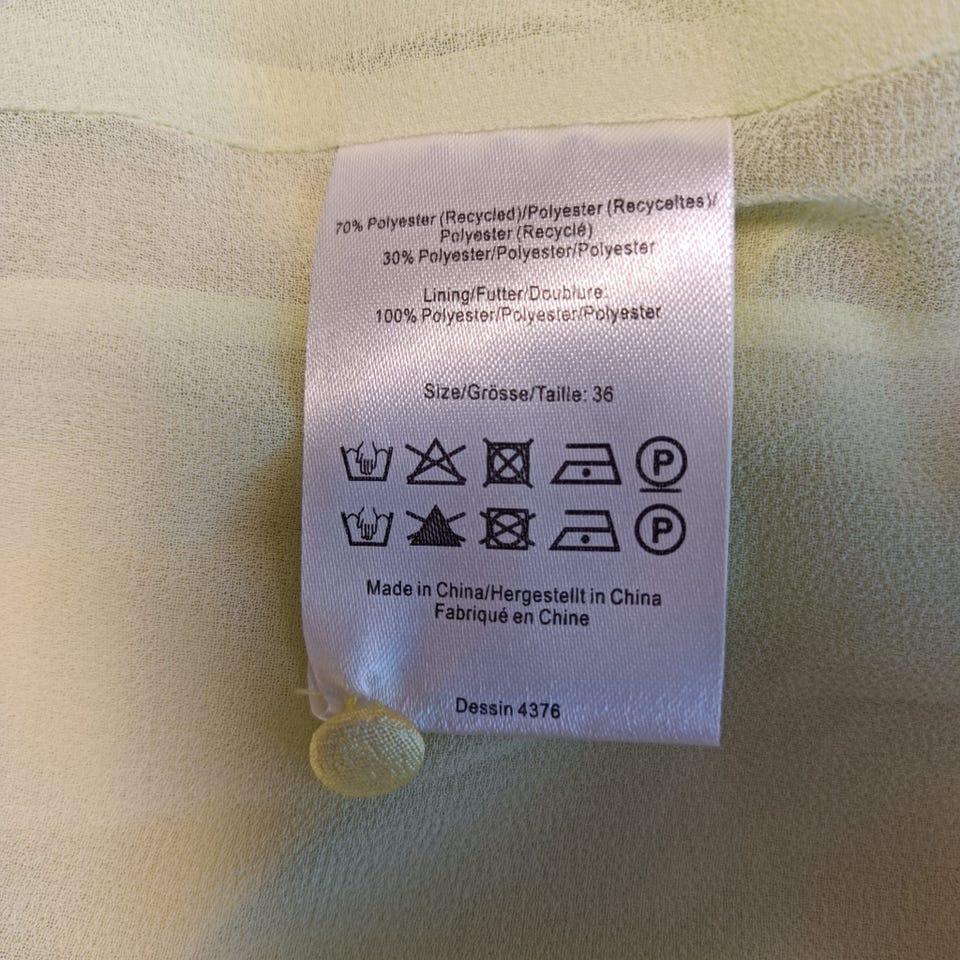 70% Polyester (Recycled)/Polyester (Recyceltes)/
Polyester (Recyclé)
30% Polyester/Polyester/Polyester
Lining/Futter/Doublure:
100% Polyester/Polyester/Polyester
Size/Grösse/Taille: 36
P
P
Made in China/Hergestellt in China
Fabriqué en Chine
Dessin 4376